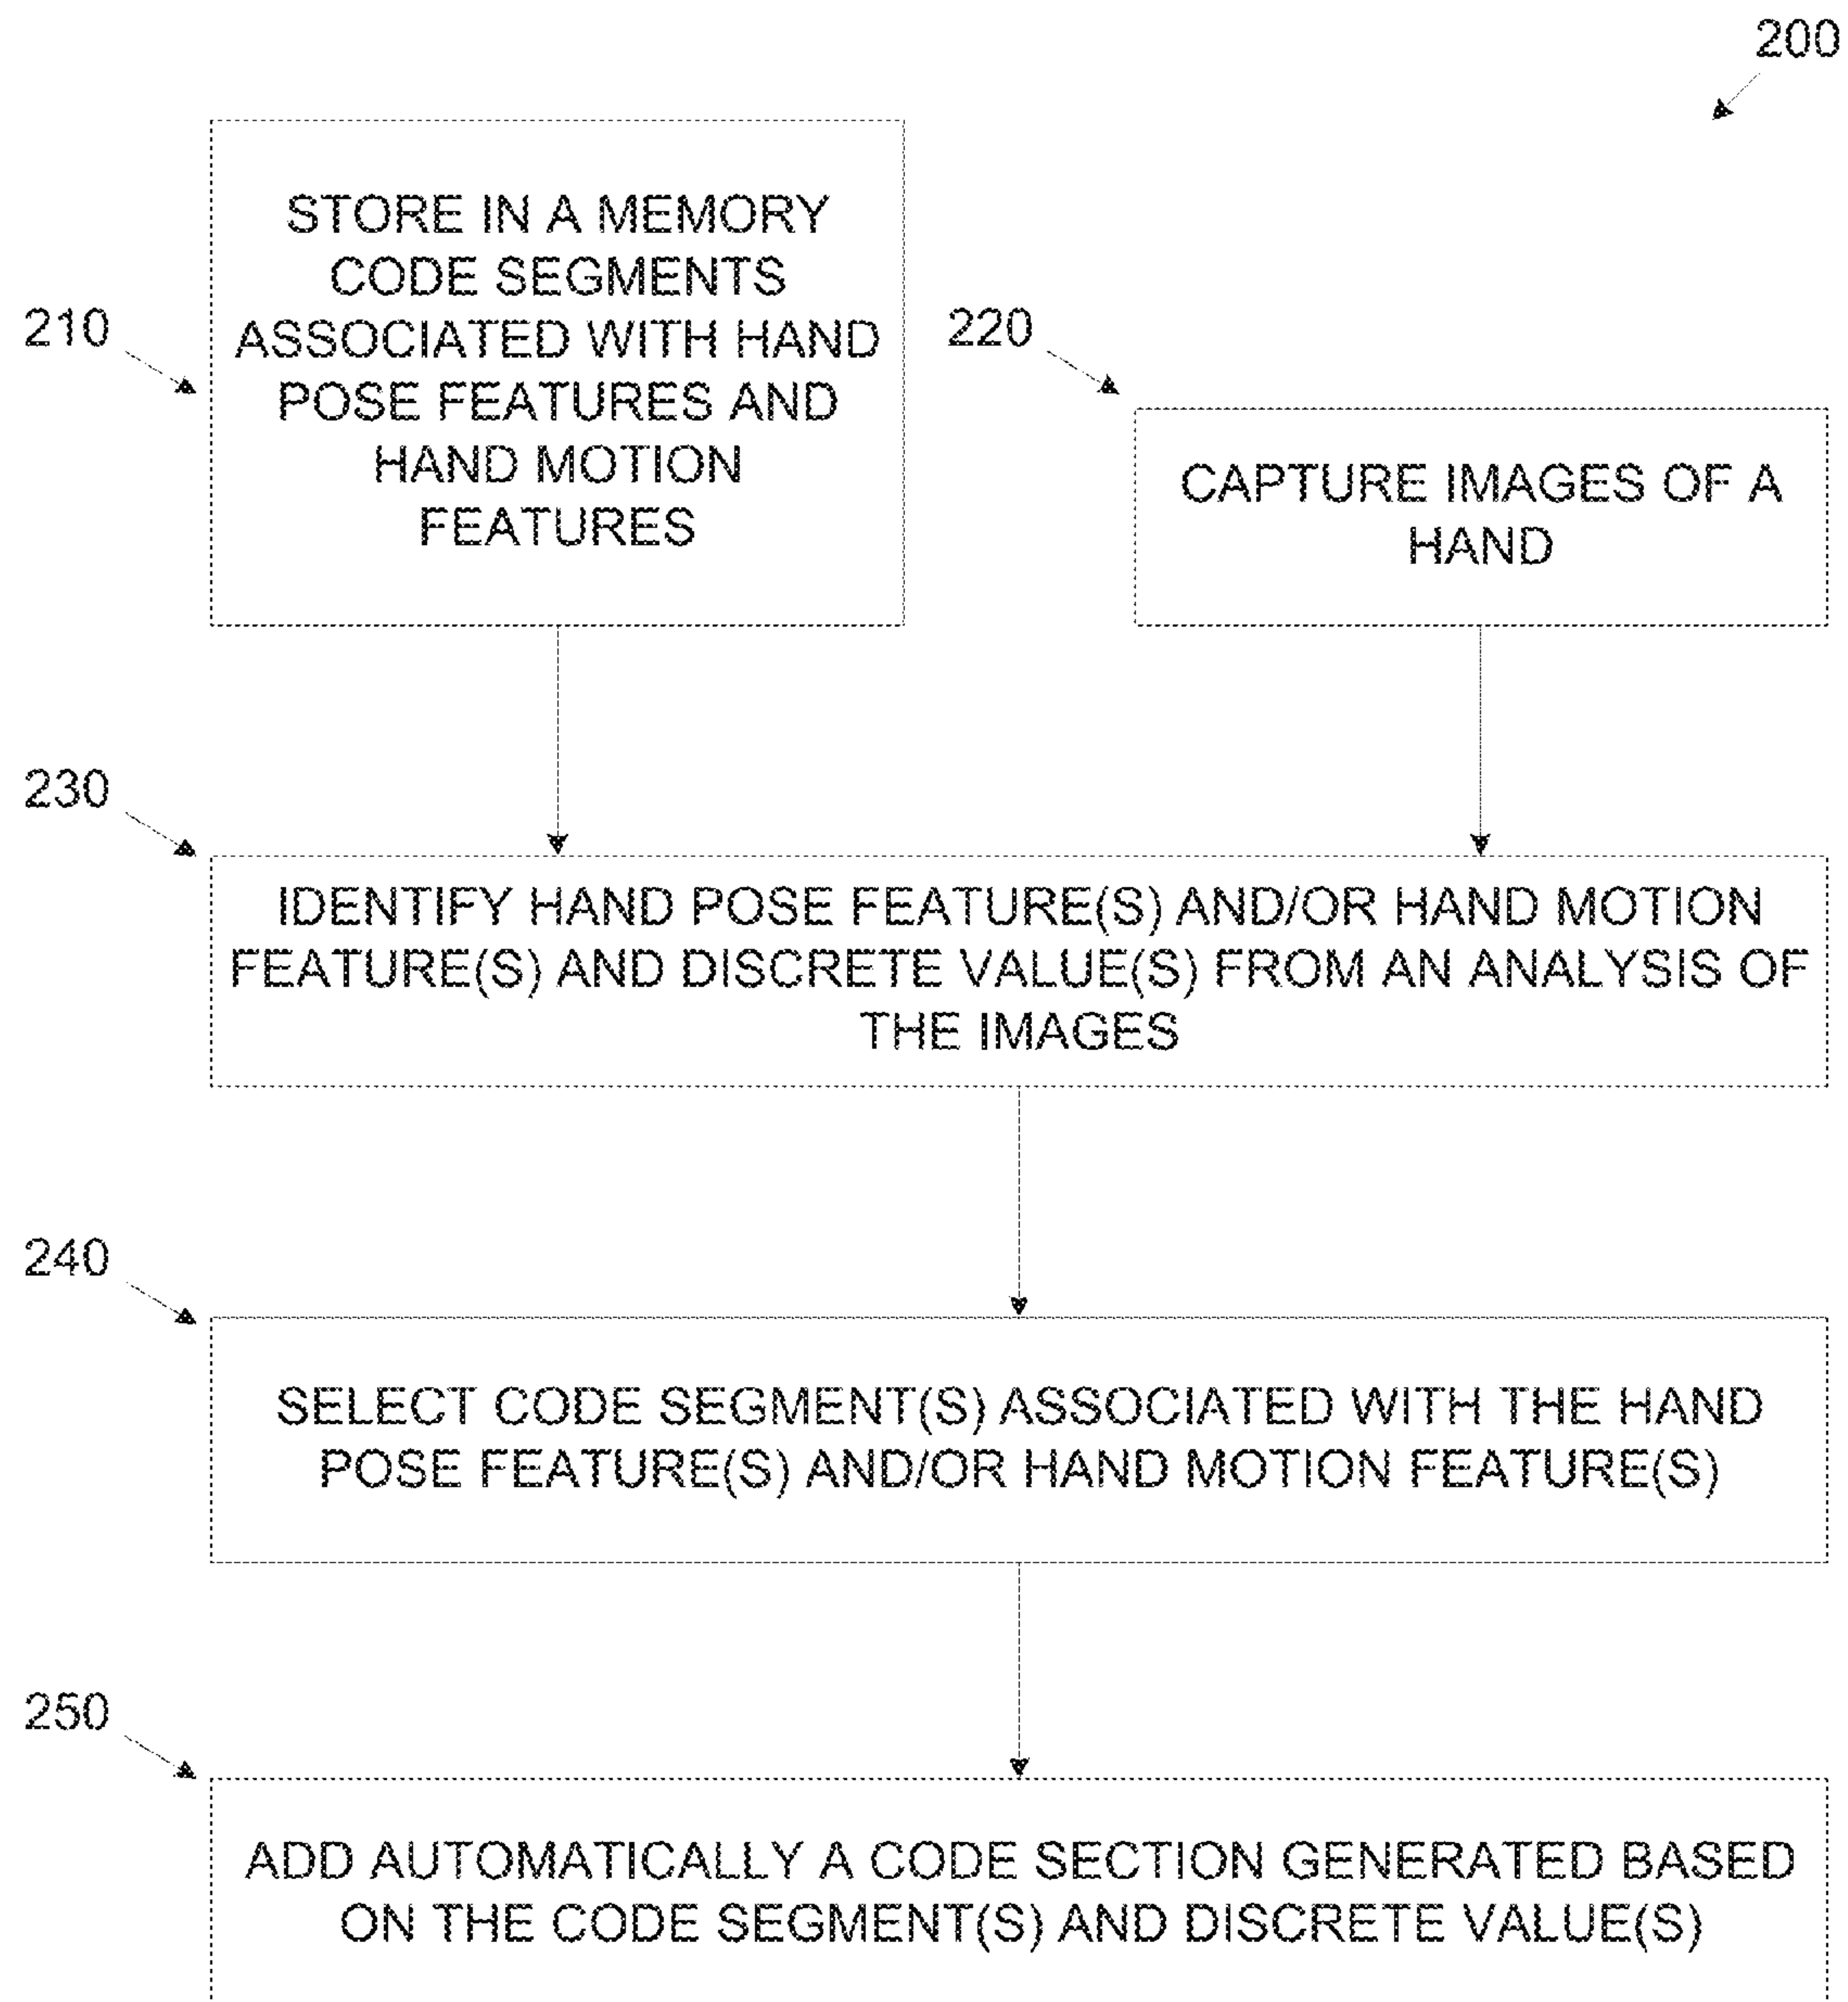 200
210
STORE IN A MEMORY
CODE SEGMENTS
ASSOCIATED WITH HAND
POSE FEATURES AND
HAND MOTION
FEATURES
220
CAPTURE IMAGES OF A
HAND
230
IDENTIFY HAND POSE FEATURE(S) AND/OR HAND MOTION
FEATURE(S) AND DISCRETE VALUE(S) FROM AN ANALYSIS OF
THE IMAGES
240
SELECT CODE SEGMENT(S) ASSOCIATED WITH THE HAND
POSE FEATURE(S) AND/OR HAND MOTION FEATURE(S)
250
ADD AUTOMATICALLY A CODE SECTION GENERATED BASED
ON THE CODE SEGMENT(S) AND DISCRETE VALUE(S)